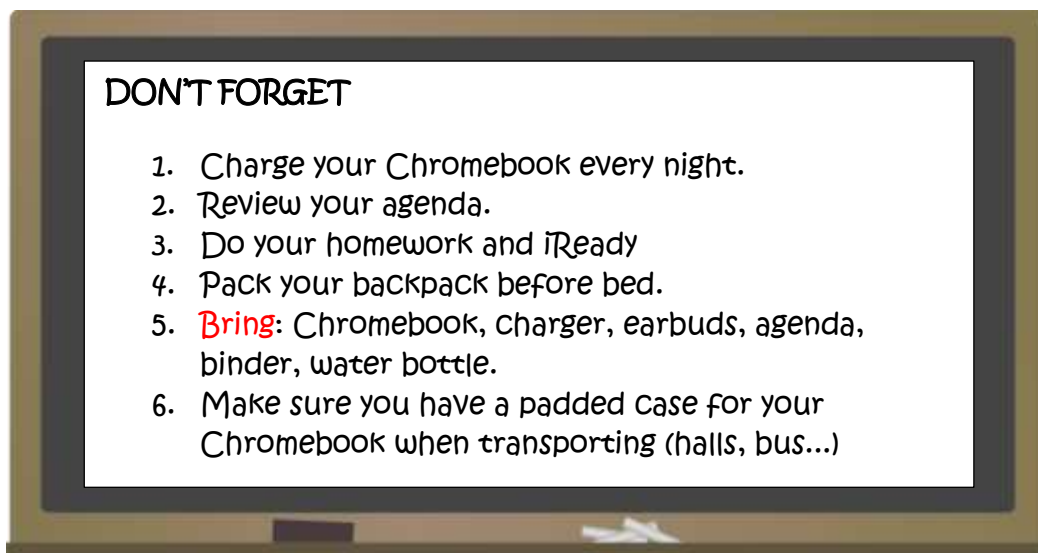 DON'T FORGET
1. Charge your Chromebook every night.
2. Review your agenda.
3. Do your homework and iReady
4. Pack your backpack before bed.
5. Bring: Chromebook, charger, earbuds, agenda,
binder, water bottle.
6. Make sure you have a padded case for your
Chromebook when transporting (halls, bus...)